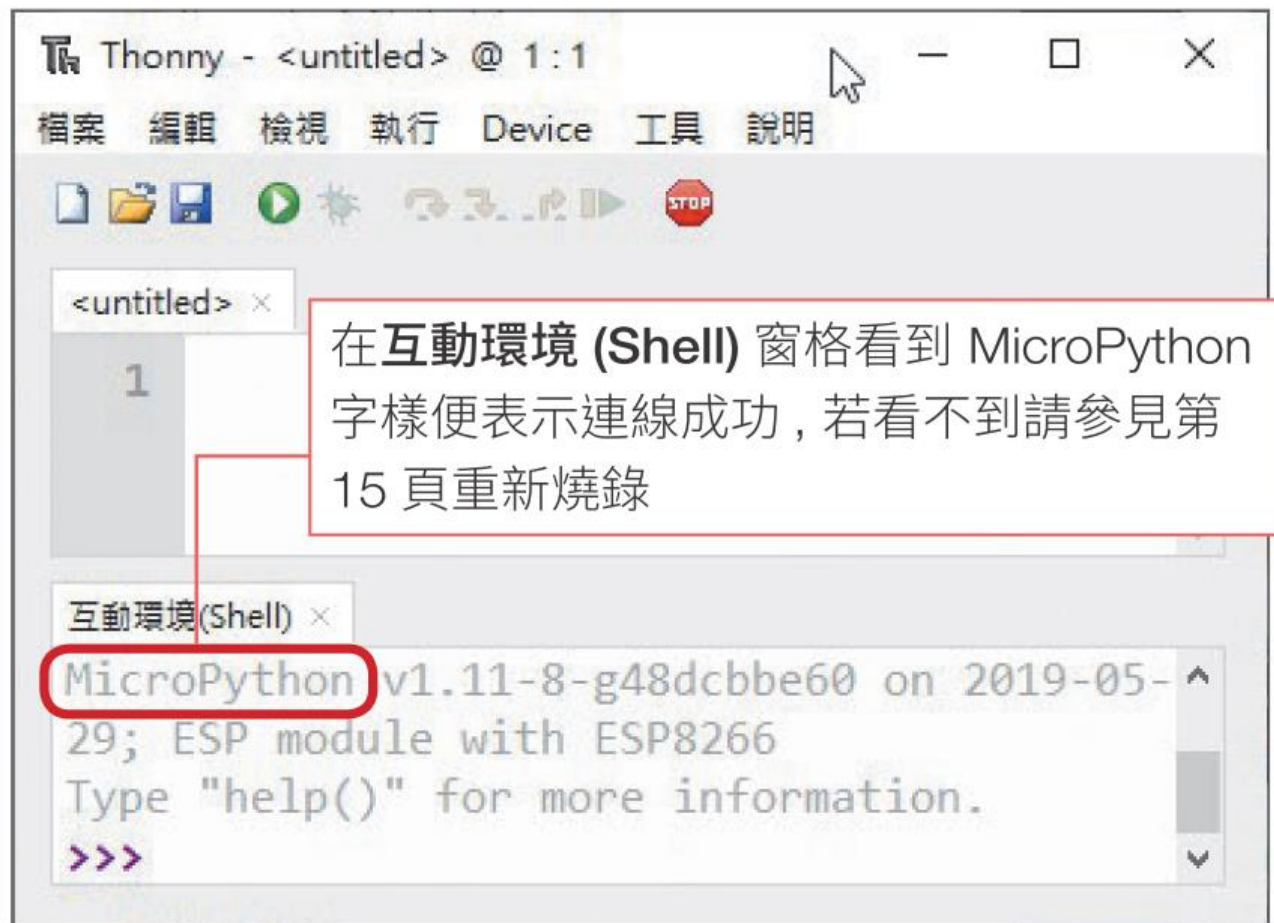 Thonny - <untitled> @ 1:1
檔案 編輯 檢視 執行 Device 工具 說明
STOP
<untitled> ×
1
在互動環境 (Shell) 窗格看到 MicroPython
字樣便表示連線成功 , 若看不到請參見第
15 頁重新燒錄
互動環境(Shell) ×
MicroPython v1.11-8-g48dcbbe60 on 2019-05-
29; ESP module with ESP8266
Type "help()" for more information.
>>>